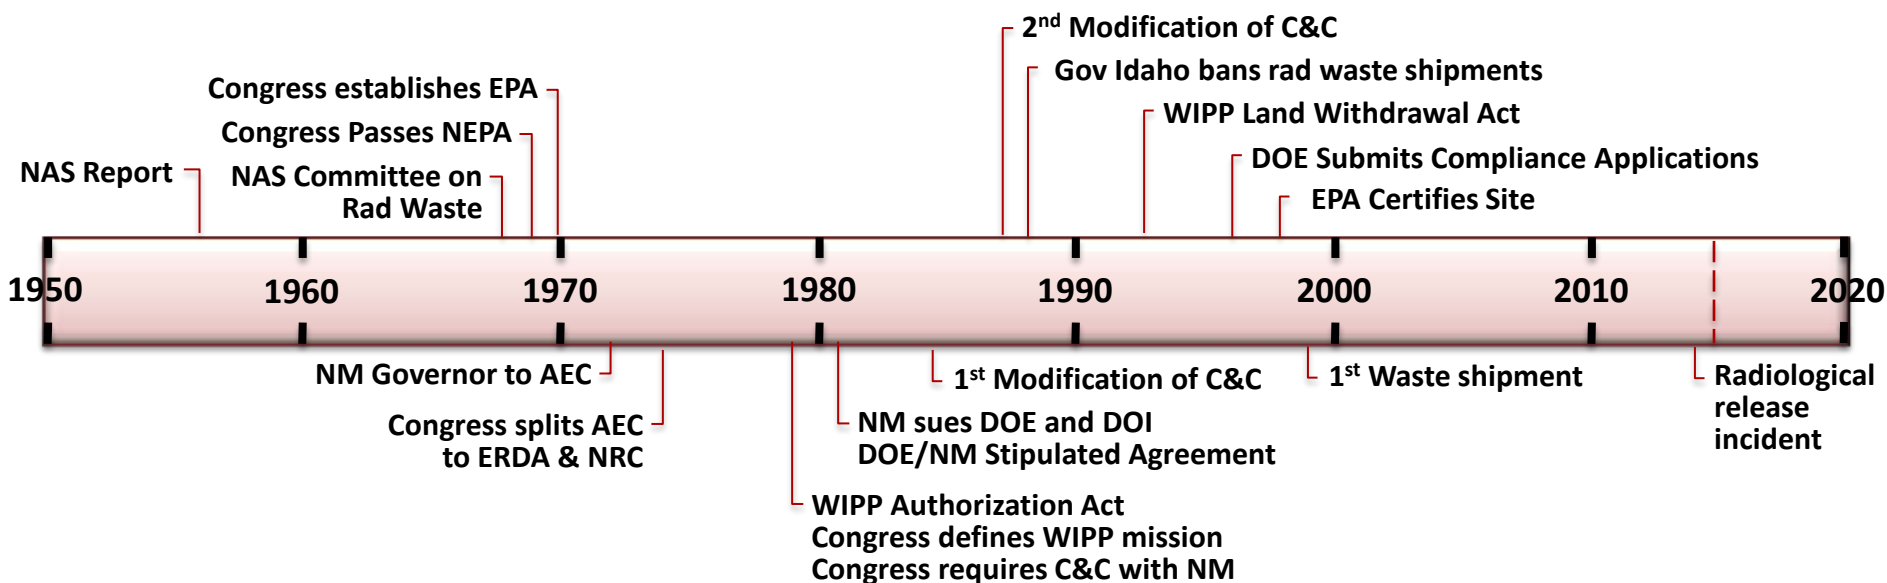 2nd Modification of C&C
Gov Idaho bans rad waste shipments
Congress establishes EPA
WIPP Land Withdrawal Act
Congress Passes NEPA
DOE Submits Compliance Applications
NAS Report
NAS Committee on
Rad Waste
EPA Certifies Site
1950
1960
1970
1980
1990
2000
2010
2020
NM Governor to AEC
1st Modification of C&C
1st Waste shipment
Radiological
release
incident
Congress splits AEC
to ERDA & NRC
NM sues DOE and DOI
DOE/NM Stipulated Agreement
WIPP Authorization Act
Congress defines WIPP mission
Congress requires C&C with NM